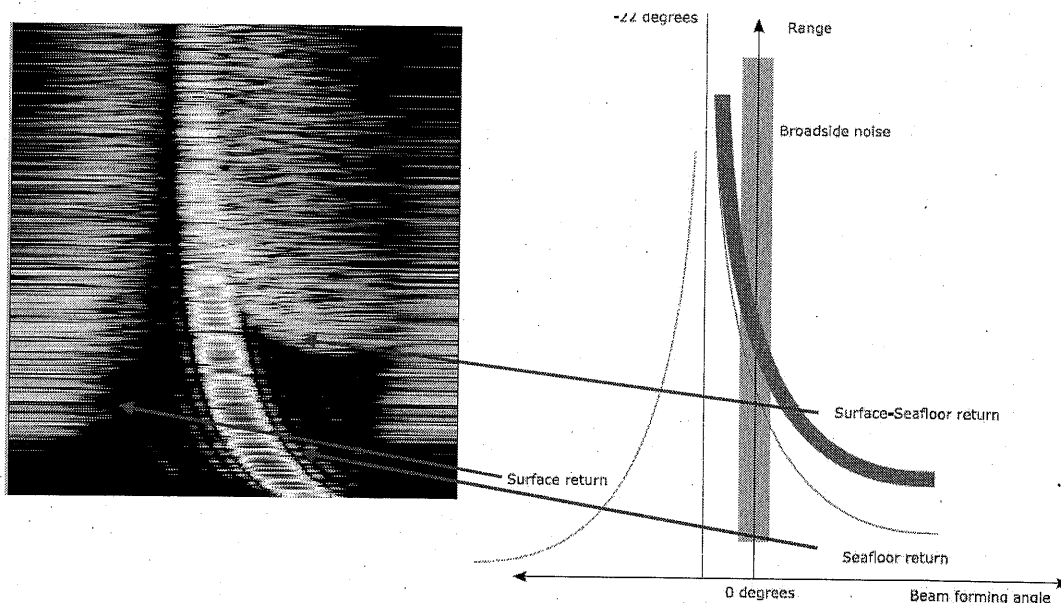 -22 degrees
Range
Broadside noise
Surface-Seafloor return
Surface return
Seafloor return
0 degrees
Beam forming angle